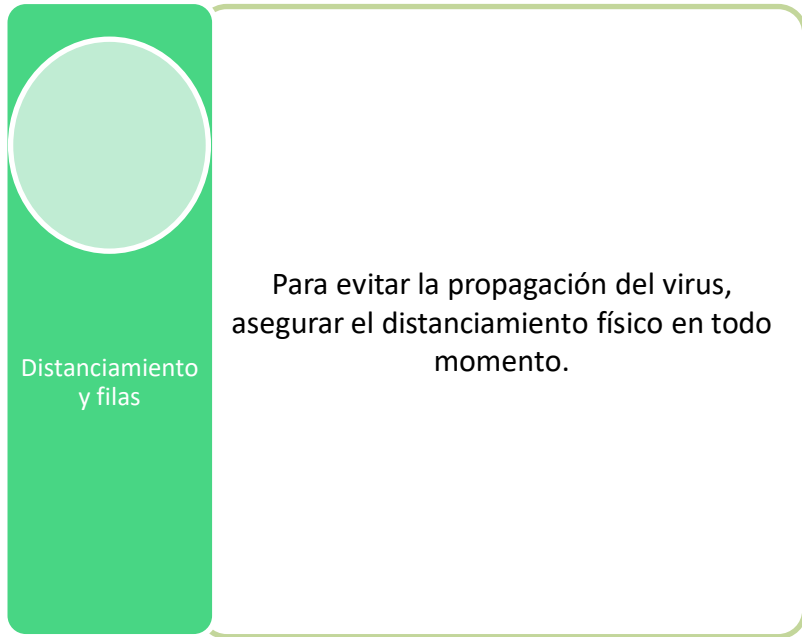 Distanciamiento
y filas
Para evitar la propagación del virus,
asegurar el distanciamiento físico en todo
momento.